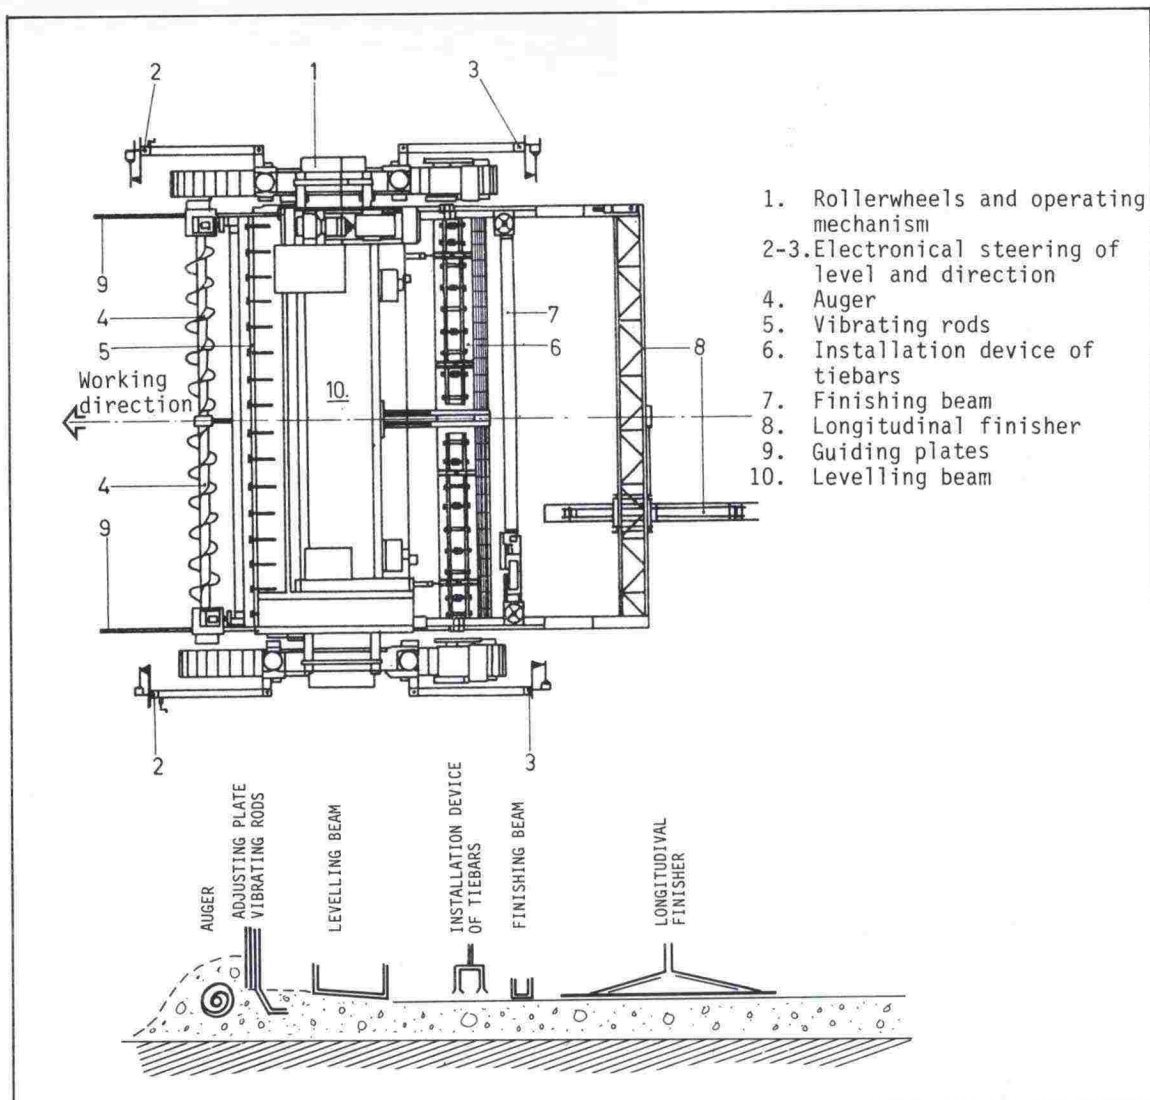 2
1
3
9
4
5
Working
direction
10.
7
6
8
4
9
2
3
1. Rollerwheels and operating
mechanism
2-3.Electronical steering of
level and direction
4. Auger
5. Vibrating rods
6. Installation device of
tiebars
7. Finishing beam
8. Longitudinal finisher
9. Guiding plates
10. Levelling beam
AUGER
ADJUSTING PLATE
VIBRATING RODS
LEVELLING BEAM
INSTALLATION DEVICE
OF TIEBARS
FINISHING BEAM
LONGITUDIVAL
FINISHER